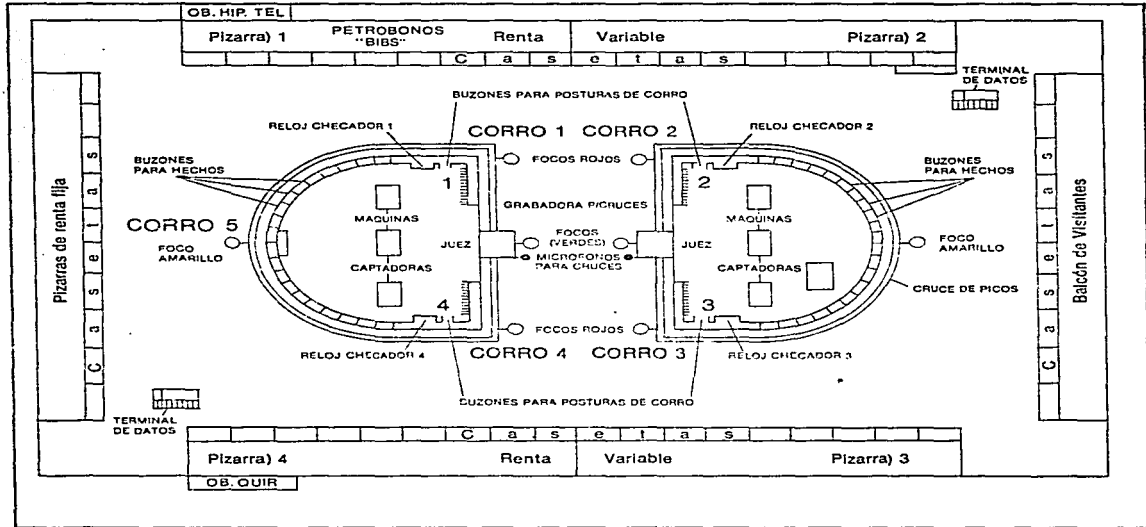 OB. HIP. TEL
Pizarra) 1 PETROBONOS "BIBS" Renta Variable Pizarra) 2
C a s e t a s
TERMINAL
DE DATOS
BUZONES PARA POSTURAS DE CORRO
RELOJ CHECADOR 1
CORRO 1 CORRO 2
RELOJ CHECADOR 2
FOCOS ROJOS
BUZONES
PARA HECHOS
BUZONES
PARA HECHOS
1
2
GRABADORA P/CRUCES
MAQUINAS
MAQUINAS
CORRO 5
FOCO
AMARILLO
JUEZ
FOCOS
(VERDES)
JUEZ
FOCO
AMARILLO
MICROFONOS
PARA CRUCES
CAPTADORAS
CAPTADORAS
CRUCE DE PICOS
4
3
FOCOS ROJOS
RELOJ CHECADOR 4
CORRO 4 CORRO 3
RELOJ CHECADOR 3
BUZONES PARA POSTURAS DE CORRO
TERMINAL
DE DATOS
C a s e t a s
Pizarra) 4 Renta Variable Pizarra) 3
OB. QUIR
Pizarras de renta fija
C a s e t a s
C a s e t a s
Balcón de Visitantes